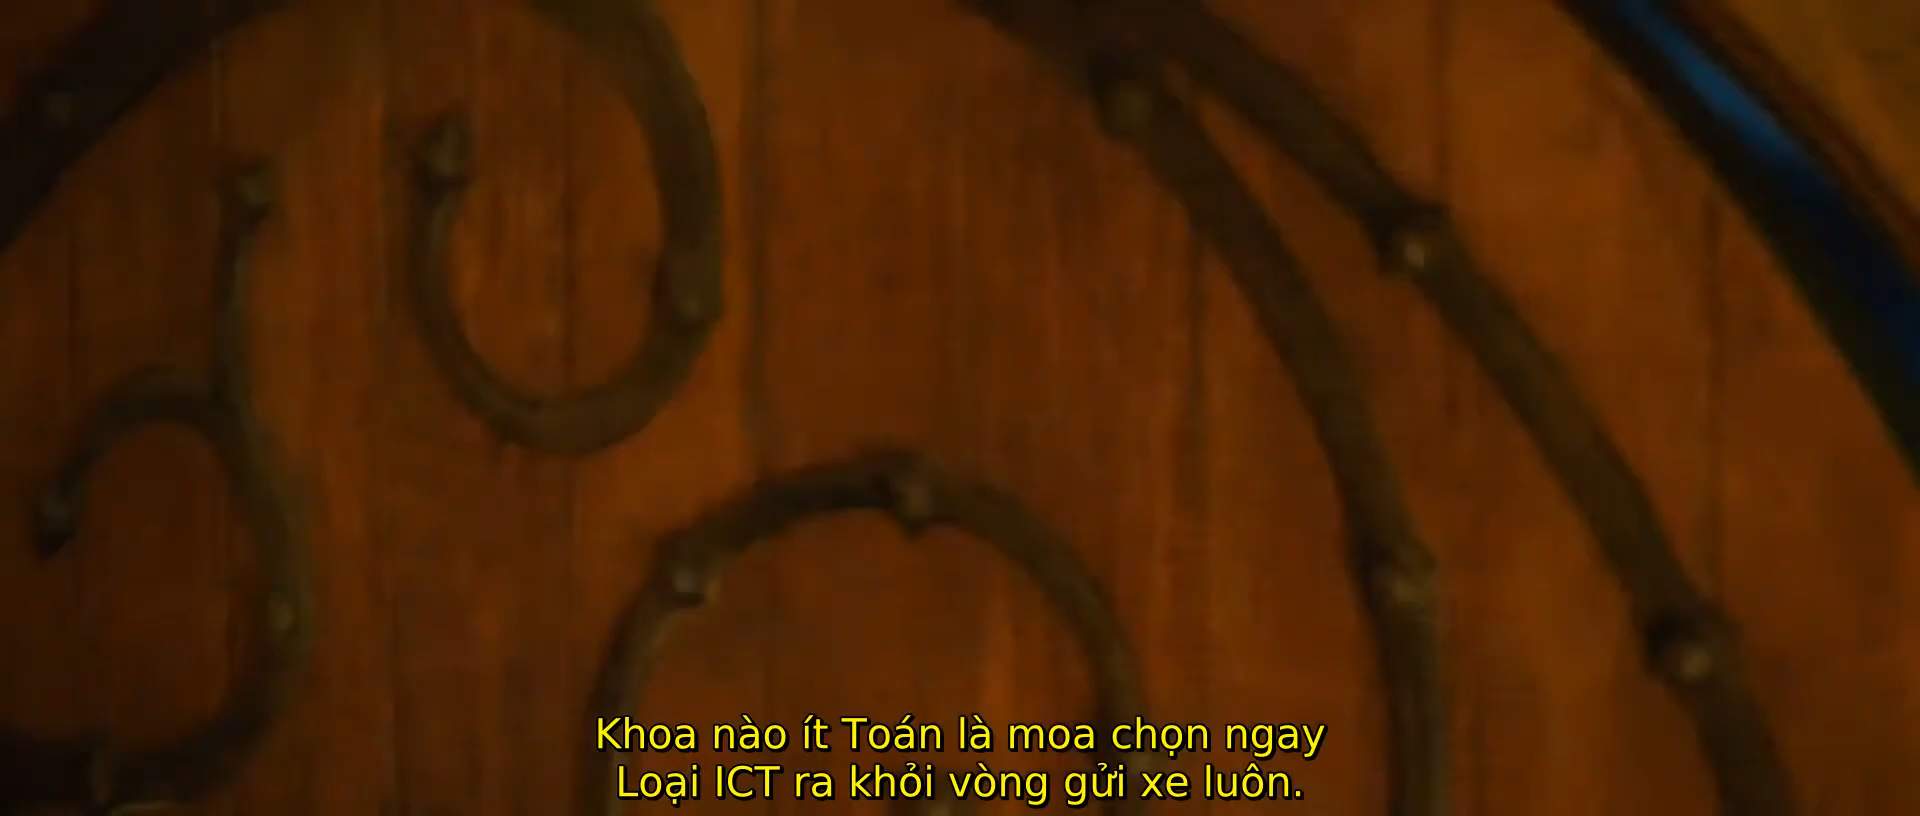 Khoa nào ít Toán là moa chọn ngay
Loại ICT ra khỏi vòng gửi xe luôn.